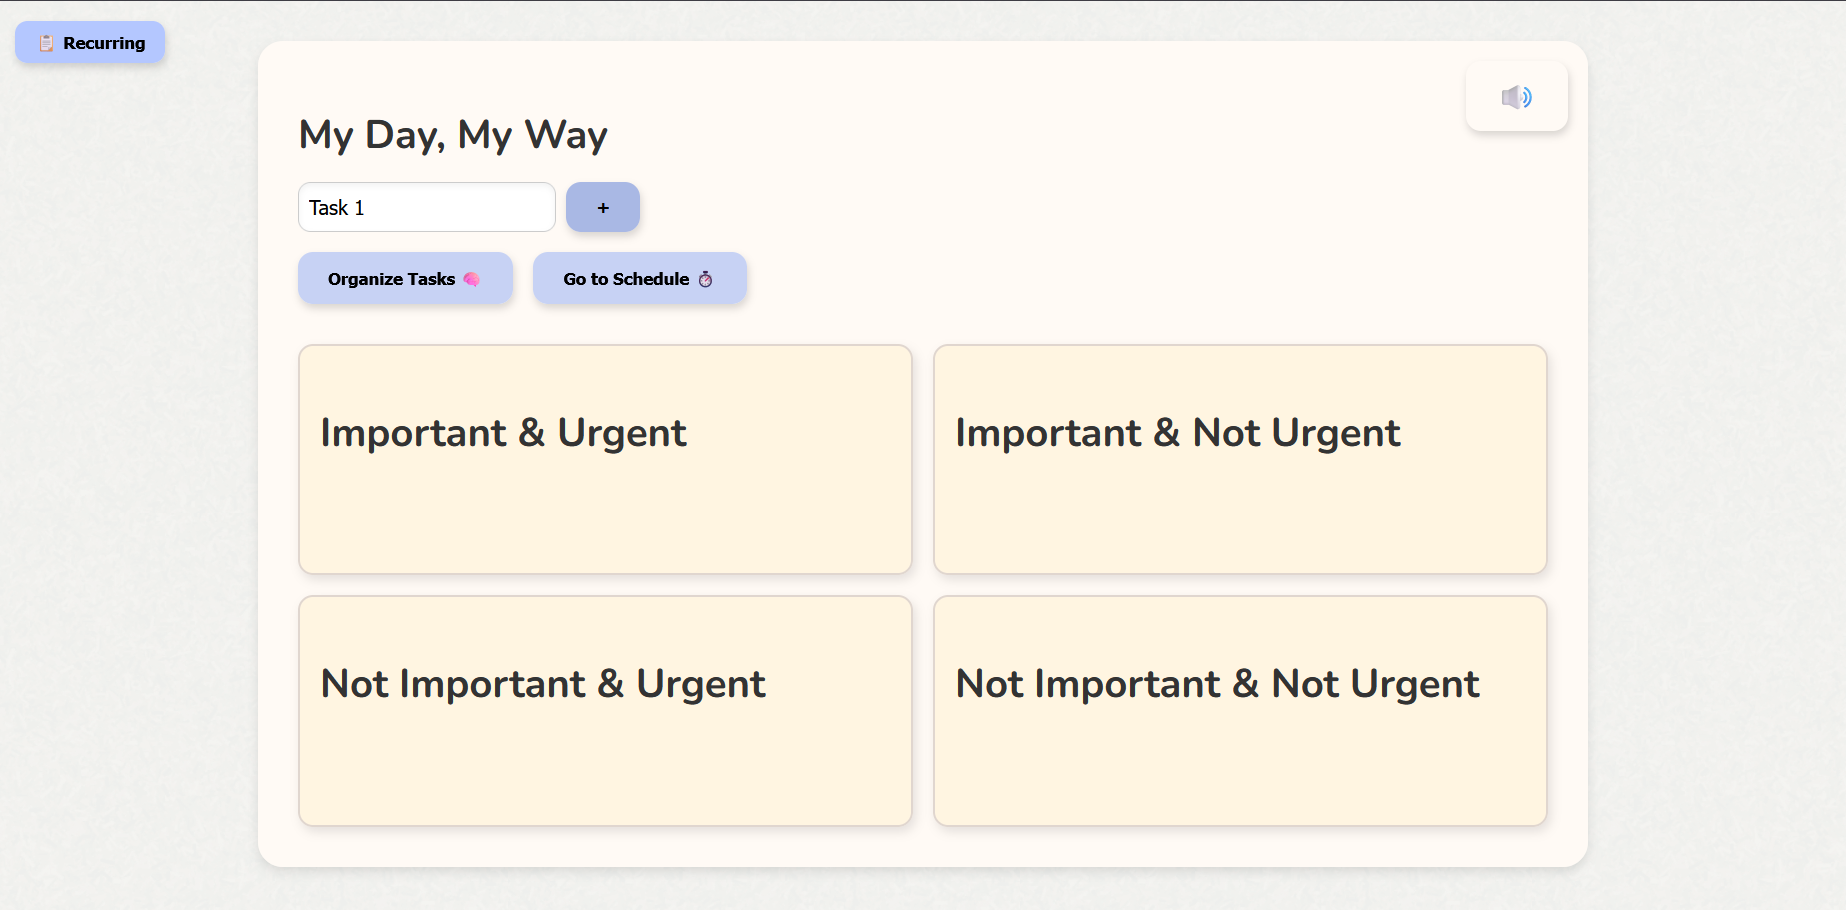 📋 Recurring
My Day, My Way
Task 1
+
Organize Tasks 🧠
Go to Schedule ⏱️
Important & Urgent
Important & Not Urgent
Not Important & Urgent
Not Important & Not Urgent